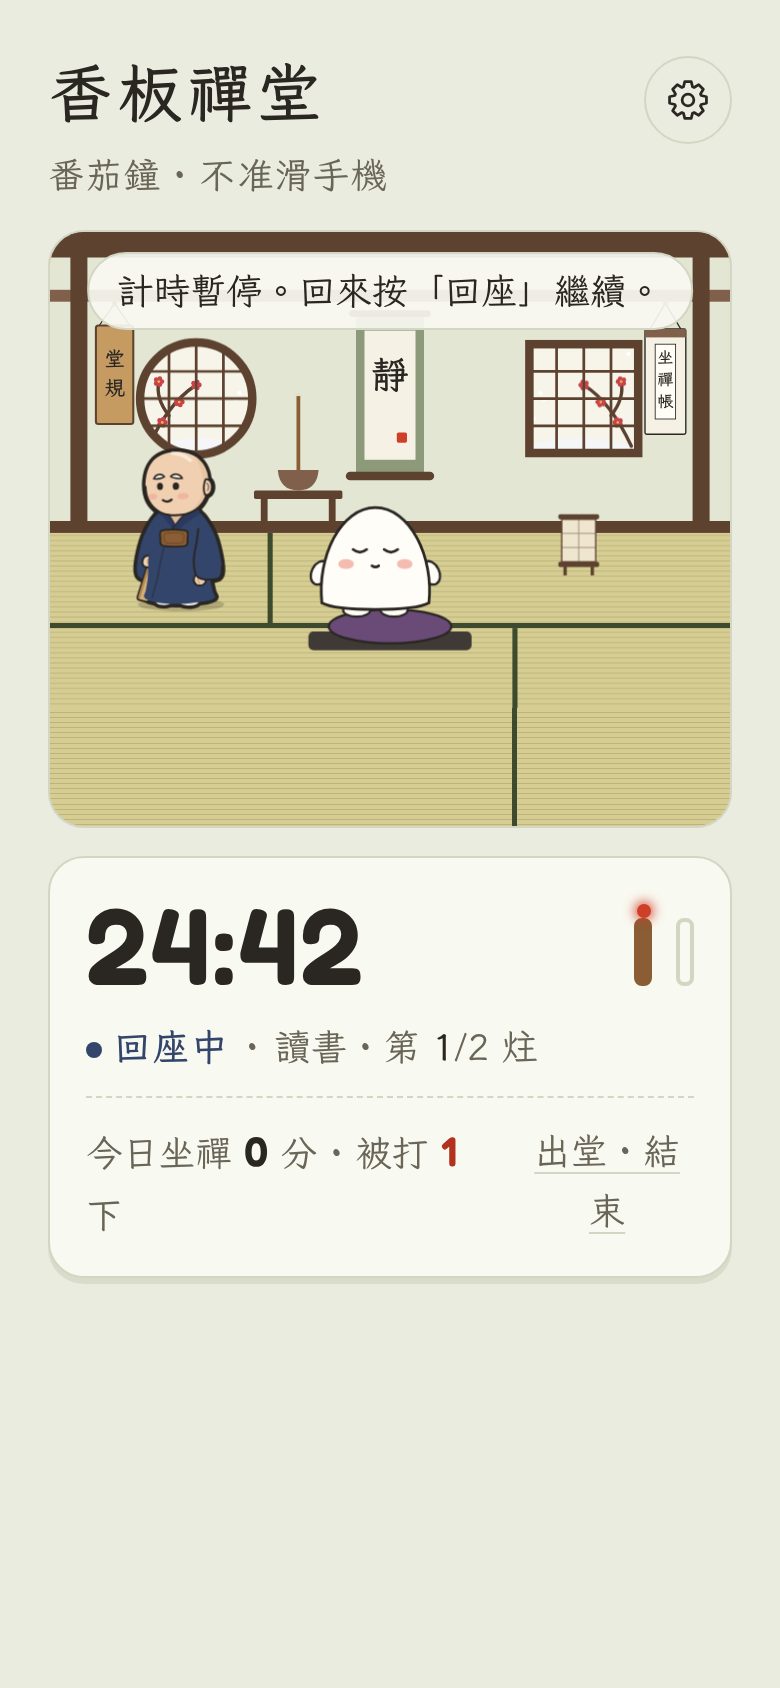 香板禪堂
番茄鐘・不准滑手機
計時暫停。回來按「回座」繼續。
堂規
靜
坐禪帳
24:42
回座中・讀書・第 1/2 炷
今日坐禪 0 分・被打 1
下
出堂・結
束